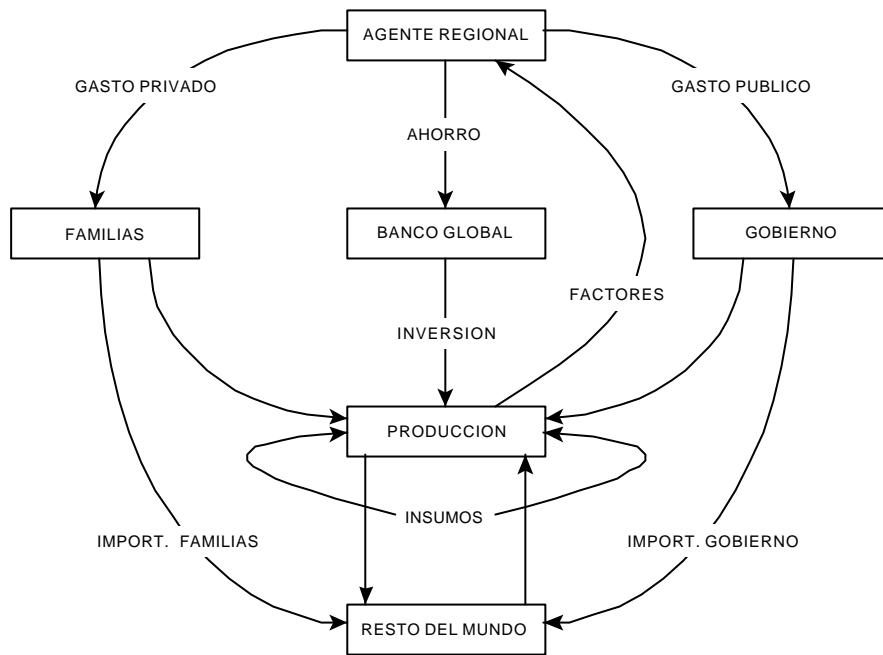 AGENTE REGIONAL
GASTO PRIVADO
GASTO PUBLICO
AHORRO
FAMILIAS
BANCO GLOBAL
GOBIERNO
FACTORES
INVERSION
PRODUCCION
INSUMOS
IMPORT. FAMILIAS
IMPORT. GOBIERNO
RESTO DEL MUNDO